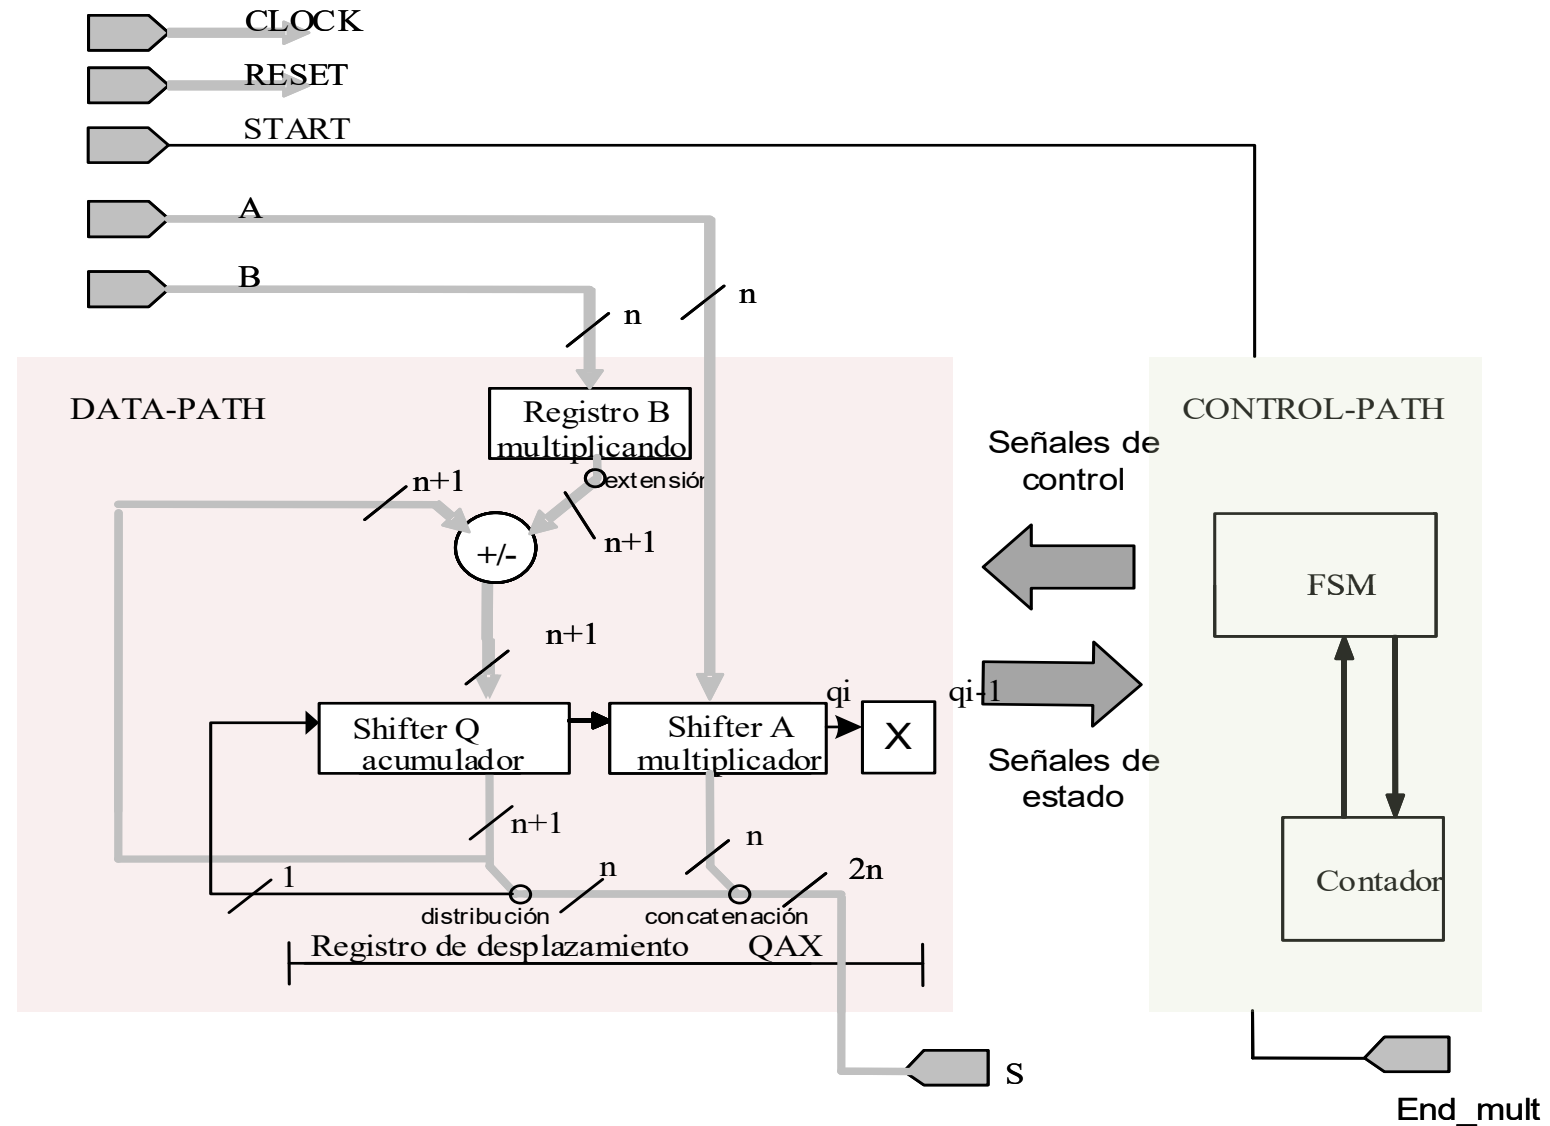 CLOCK
RESET
START
A
B
n
n
DATA-PATH
Registro B
multiplicando
extensión
n+1
n+1
+/-
n+1
Shifter Q
acumulador
Shifter A
multiplicador
qi
X
qi-1
n+1
n
1
n
2n
distribución
concatenación
Registro de desplazamiento QAX
S
Señales de
control
Señales de
estado
CONTROL-PATH
FSM
Contador
End_mult